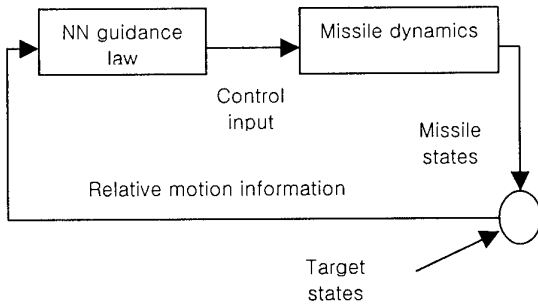 NN guidance
law
Missile dynamics
Control
input
Missile
states
Relative motion information
Target
states